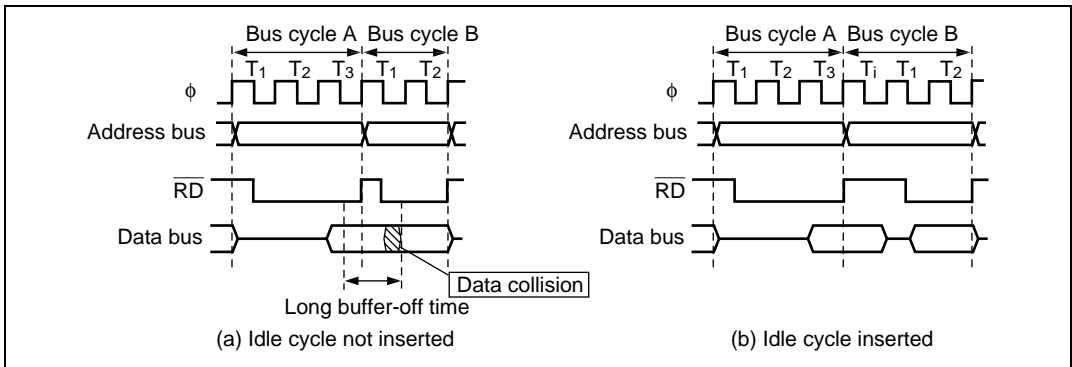 Bus cycle A Bus cycle B
T1 T2 T3 T1 T2
ϕ
Address bus
RD
Data bus
Data collision
Long buffer-off time
(a) Idle cycle not inserted
Bus cycle A Bus cycle B
T1 T2 T3 Ti T1 T2
ϕ
Address bus
RD
Data bus
(b) Idle cycle inserted